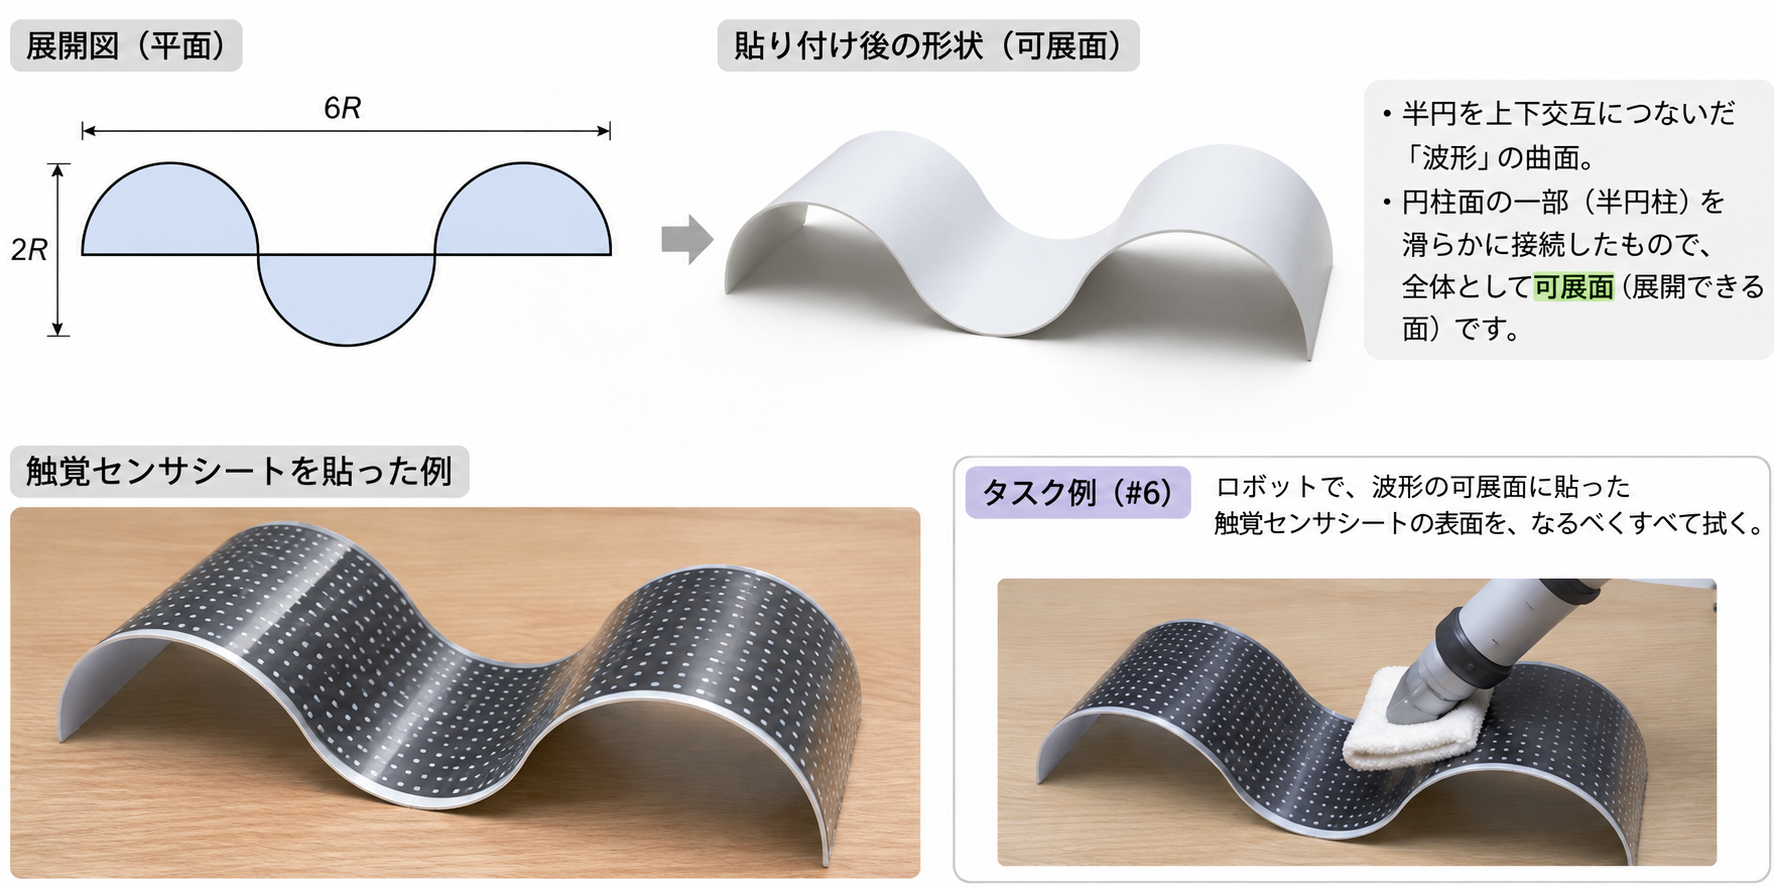 展開図（平面）
6R
2R
貼り付け後の形状（可展面）
・半円を上下交互につないだ
「波形」の曲面。
・円柱面の一部（半円柱）を
滑らかに接続したもので、
全体として可展面（展開できる
面）です。
触覚センサシートを貼った例
タスク例（#6）
ロボットで、波形の可展面に貼った
触覚センサシートの表面を、なるべくすべて拭く。